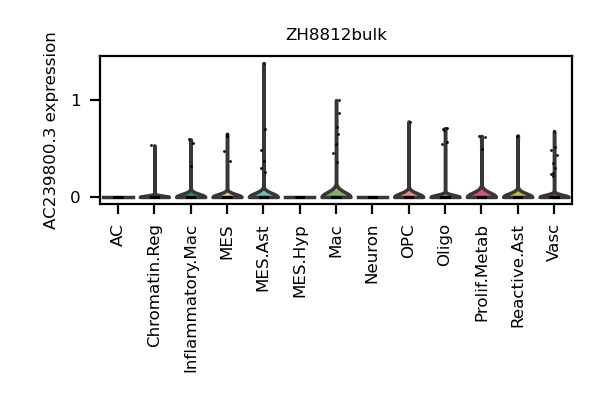 ZH8812bulk
AC239800.3 expression
1
0
AC
Chromatin.Reg
Inflammatory.Mac
MES
MES.Ast
MES.Hyp
Mac
Neuron
OPC
Oligo
Prolif.Metab
Reactive.Ast
Vasc